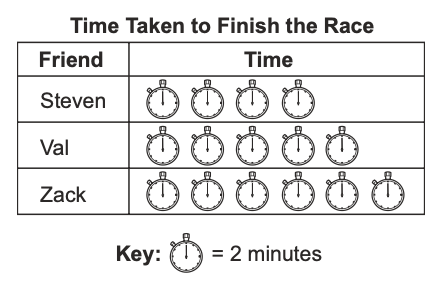 Time Taken to Finish the Race
Friend Time
Steven
Val
Zack
Key: = 2 minutes